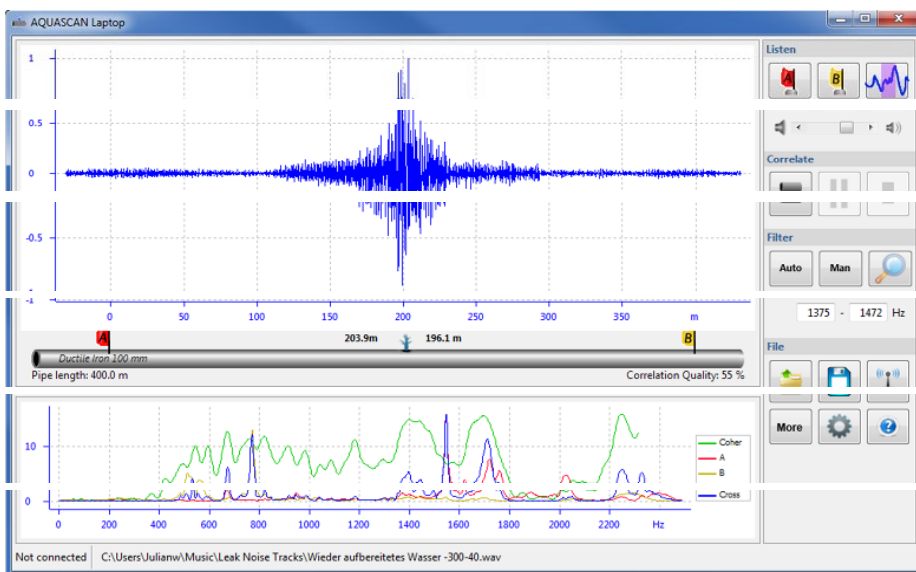 AQUASCAN Laptop
Listen
A B
1
0.5
0
-0.5
-1
0 50 100 150 200 250 300 350 m
Correlate
Filter
Auto Man
1375 - 1472 Hz
A 203.9m 196.1 m B
Ductile Iron 100 mm
Pipe length: 400.0 m Correlation Quality: 55 %
File
More
10
0
Coher
A
B
Cross
0 200 400 600 800 1000 1200 1400 1600 1800 2000 2200 Hz
Not connected C:\Users\Julianw\Music\Leak Noise Tracks\Wieder aufbereitetes Wasser -300-40.wav